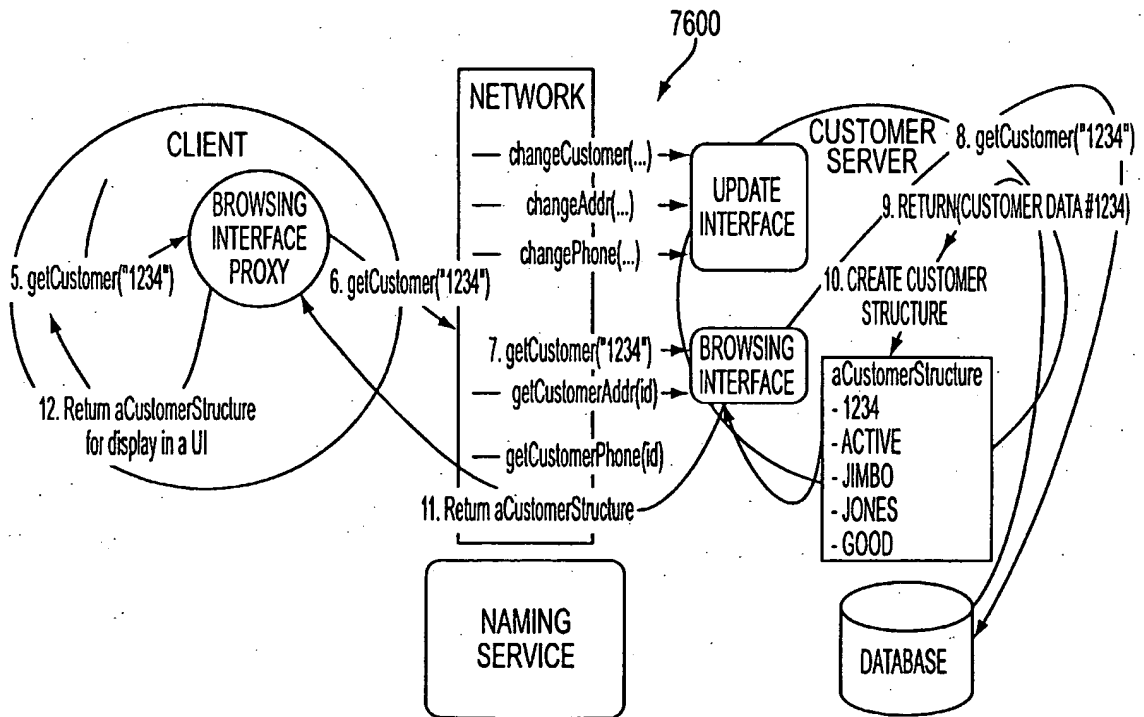 7600
NETWORK
CLIENT
BROWSING
INTERFACE
PROXY
5. getCustomer("1234")
6. getCustomer("1234")
12. Return aCustomerStructure
for display in a UI
changeCustomer(...)
changeAddr(...)
changePhone(...)
7. getCustomer("1234")
getCustomerAddr(id)
getCustomerPhone(id)
11. Return aCustomerStructure
CUSTOMER
SERVER
UPDATE
INTERFACE
BROWSING
INTERFACE
8. getCustomer("1234")
9. RETURN(CUSTOMER DATA #1234)
10. CREATE CUSTOMER
STRUCTURE
aCustomerStructure
- 1234
- ACTIVE
- JIMBO
- JONES
- GOOD
NAMING
SERVICE
DATABASE